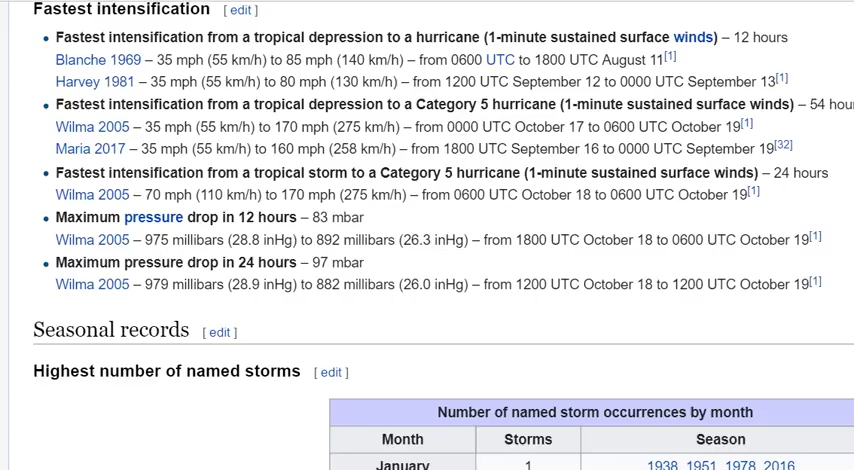 Fastest intensification [ edit ]
Fastest intensification from a tropical depression to a hurricane (1-minute sustained surface winds) – 12 hours
Blanche 1969 – 35 mph (55 km/h) to 85 mph (140 km/h) – from 0600 UTC to 1800 UTC August 11[1]
Harvey 1981 – 35 mph (55 km/h) to 80 mph (130 km/h) – from 1200 UTC September 12 to 0000 UTC September 13[1]
Fastest intensification from a tropical depression to a Category 5 hurricane (1-minute sustained surface winds) – 54 hou
Wilma 2005 – 35 mph (55 km/h) to 170 mph (275 km/h) – from 0000 UTC October 17 to 0600 UTC October 19[1]
Maria 2017 – 35 mph (55 km/h) to 160 mph (258 km/h) – from 1800 UTC September 16 to 0000 UTC September 19[32]
Fastest intensification from a tropical storm to a Category 5 hurricane (1-minute sustained surface winds) – 24 hours
Wilma 2005 – 70 mph (110 km/h) to 170 mph (275 km/h) – from 0600 UTC October 18 to 0600 UTC October 19[1]
Maximum pressure drop in 12 hours – 83 mbar
Wilma 2005 – 975 millibars (28.8 inHg) to 892 millibars (26.3 inHg) – from 1800 UTC October 18 to 0600 UTC October 19[1]
Maximum pressure drop in 24 hours – 97 mbar
Wilma 2005 – 979 millibars (28.9 inHg) to 882 millibars (26.0 inHg) – from 1200 UTC October 18 to 1200 UTC October 19[1]
Seasonal records [ edit ]
Highest number of named storms [ edit ]
Number of named storm occurrences by month
Month Storms Season
January 1 1938, 1951, 1978, 2016